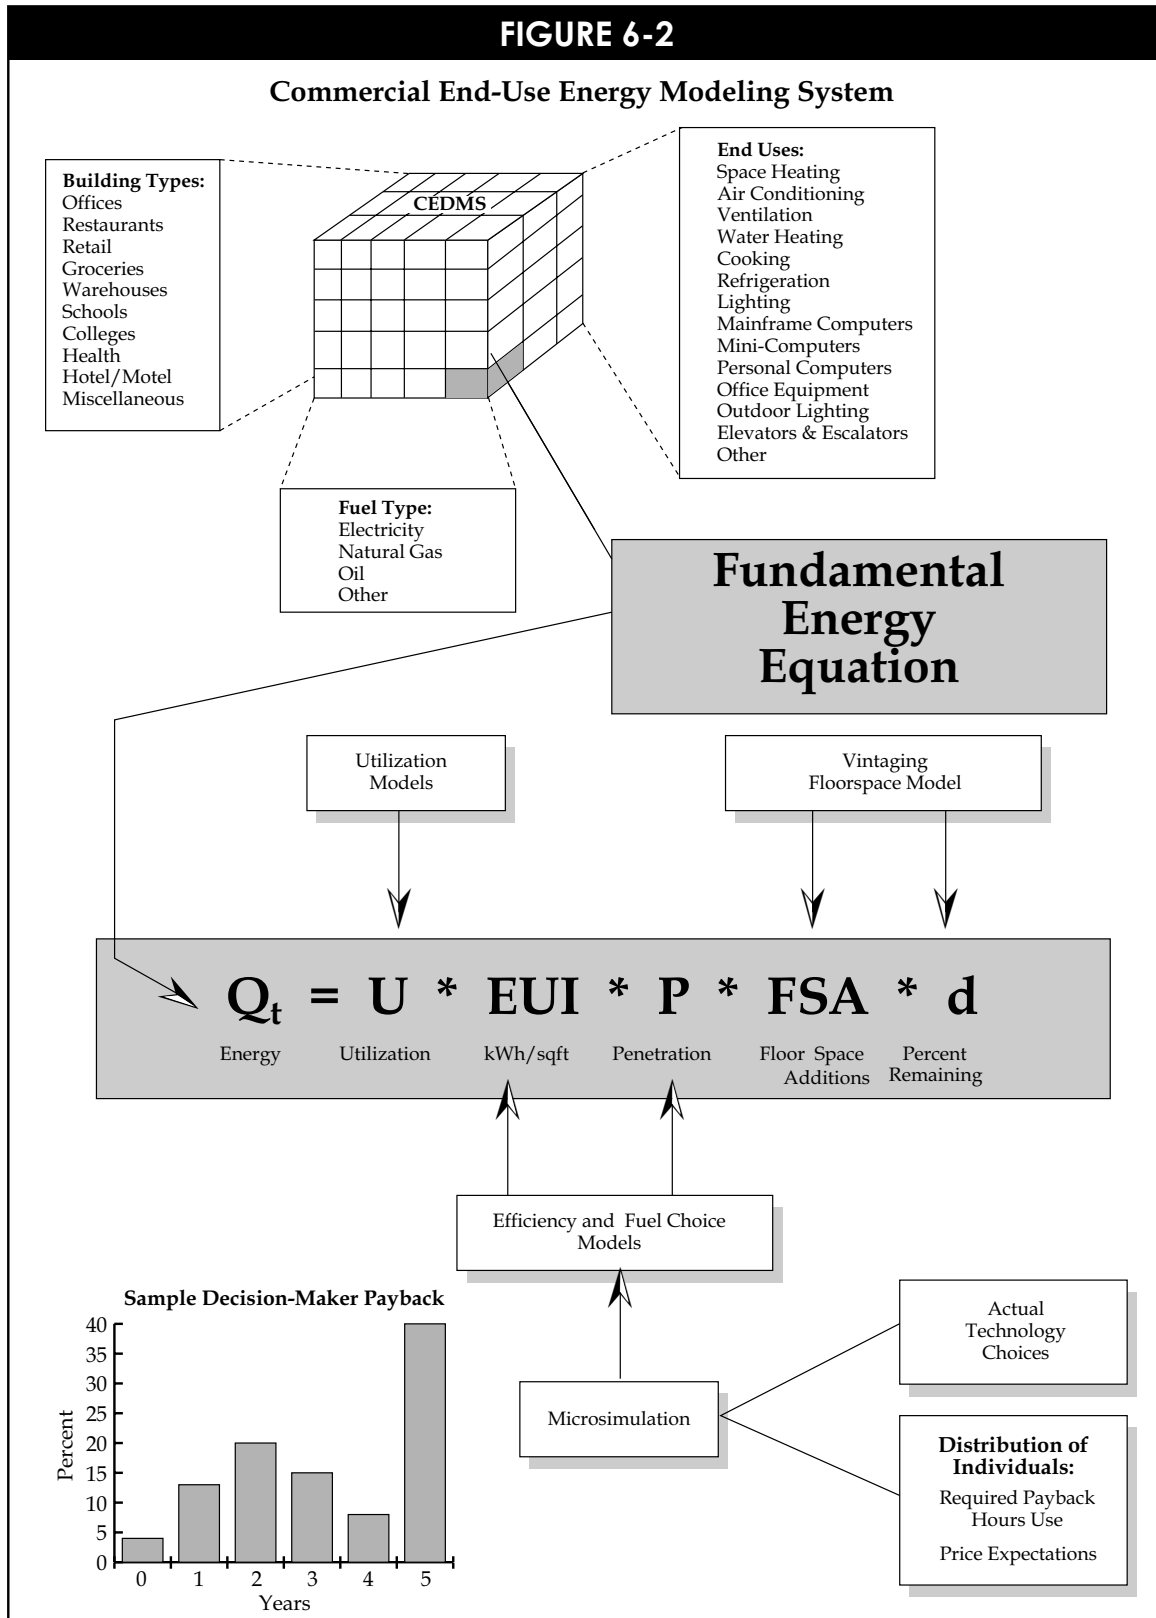 FIGURE 6-2
Commercial End-Use Energy Modeling System
Building Types:
Offices
Restaurants
Retail
Groceries
Warehouses
Schools
Colleges
Health
Hotel/Motel
Miscellaneous
CEDMS
End Uses:
Space Heating
Air Conditioning
Ventilation
Water Heating
Cooking
Refrigeration
Lighting
Mainframe Computers
Mini-Computers
Personal Computers
Office Equipment
Outdoor Lighting
Elevators & Escalators
Other
Fuel Type:
Electricity
Natural Gas
Oil
Other
Fundamental
Energy
Equation
Utilization
Models
Vintaging
Floorspace Model
Qt = U * EUI * P * FSA * d
Energy
Utilization
kWh/sqft
Penetration
Floor Space
Additions
Percent
Remaining
Efficiency and Fuel Choice
Models
Sample Decision-Maker Payback
40
35
30
25
20
15
10
5
0
Percent
0 1 2 3 4 5
Years
Microsimulation
Actual
Technology
Choices
Distribution of
Individuals:
Required Payback
Hours Use
Price Expectations